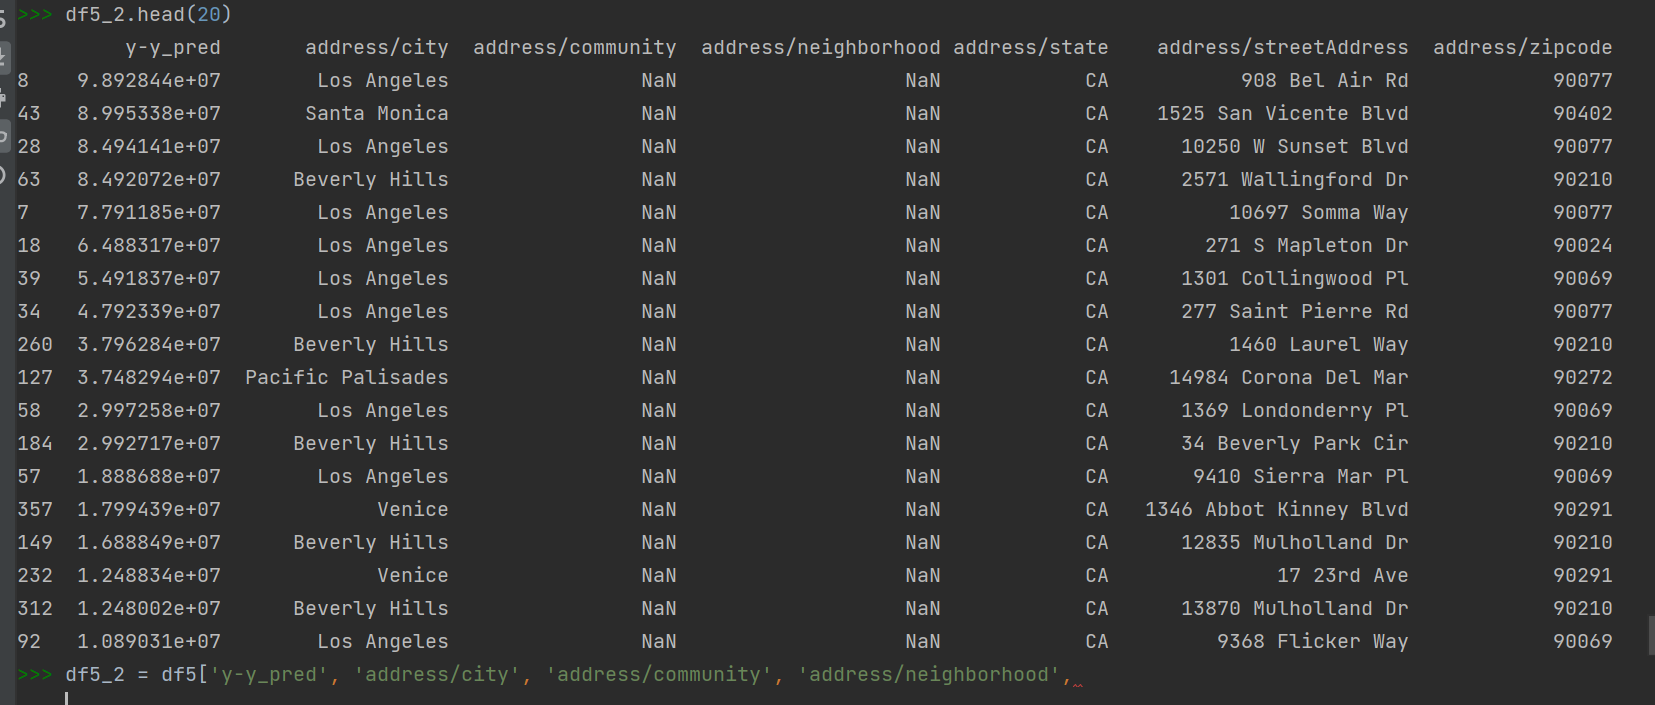 >>> df5_2.head(20)
y-y_pred address/city address/community address/neighborhood address/state address/streetAddress address/zipcode
8 9.892844e+07 Los Angeles NaN NaN CA 908 Bel Air Rd 90077
43 8.995338e+07 Santa Monica NaN NaN CA 1525 San Vicente Blvd 90402
28 8.494141e+07 Los Angeles NaN NaN CA 10250 W Sunset Blvd 90077
63 8.492072e+07 Beverly Hills NaN NaN CA 2571 Wallingford Dr 90210
7 7.791185e+07 Los Angeles NaN NaN CA 10697 Somma Way 90077
18 6.488317e+07 Los Angeles NaN NaN CA 271 S Mapleton Dr 90024
39 5.491837e+07 Los Angeles NaN NaN CA 1301 Collingwood Pl 90069
34 4.792339e+07 Los Angeles NaN NaN CA 277 Saint Pierre Rd 90077
260 3.796284e+07 Beverly Hills NaN NaN CA 1460 Laurel Way 90210
127 3.748294e+07 Pacific Palisades NaN NaN CA 14984 Corona Del Mar 90272
58 2.997258e+07 Los Angeles NaN NaN CA 1369 Londonderry Pl 90069
184 2.992717e+07 Beverly Hills NaN NaN CA 34 Beverly Park Cir 90210
57 1.888688e+07 Los Angeles NaN NaN CA 9410 Sierra Mar Pl 90069
357 1.799439e+07 Venice NaN NaN CA 1346 Abbot Kinney Blvd 90291
149 1.688849e+07 Beverly Hills NaN NaN CA 12835 Mulholland Dr 90210
232 1.248834e+07 Venice NaN NaN CA 17 23rd Ave 90291
312 1.248002e+07 Beverly Hills NaN NaN CA 13870 Mulholland Dr 90210
92 1.089031e+07 Los Angeles NaN NaN CA 9368 Flicker Way 90069
>>> df5_2 = df5['y-y_pred', 'address/city', 'address/community', 'address/neighborhood',